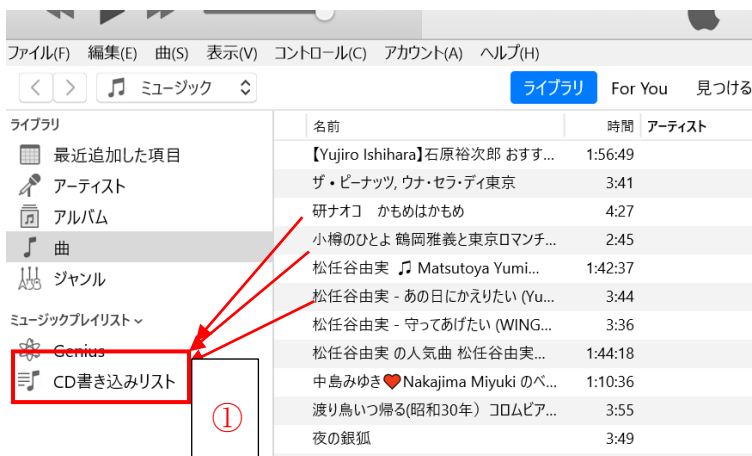 ファイル(F) 編集(E) 曲(S) 表示(V) コントロール(C) アカウント(A) ヘルプ(H)
ミュージック ライブラリ For You 見つける
ライブラリ
最近追加した項目
アーティスト
アルバム
曲
ジャンル
ミュージックプレイリスト
Genius
CD書き込みリスト
①
名前 時間 アーティスト
【Yujiro Ishihara】石原裕次郎 おすす... 1:56:49
ザ・ピーナッツ, ウナ・セラ・ディ東京 3:41
研ナオコ かもめはかもめ 4:27
小樽のひとよ 鶴岡雅義と東京ロマンチ... 2:45
松任谷由実 🎵 Matsutoya Yumi... 1:42:37
松任谷由実 - あの日にかえりたい (Yu... 3:44
松任谷由実 - 守ってあげたい (WING... 3:36
松任谷由実 の人気曲 松任谷由実... 1:44:18
中島みゆき❤️Nakajima Miyuki のベ... 1:10:36
渡り鳥いつ帰る(昭和30年）コロムビア... 3:55
夜の銀狐 3:49